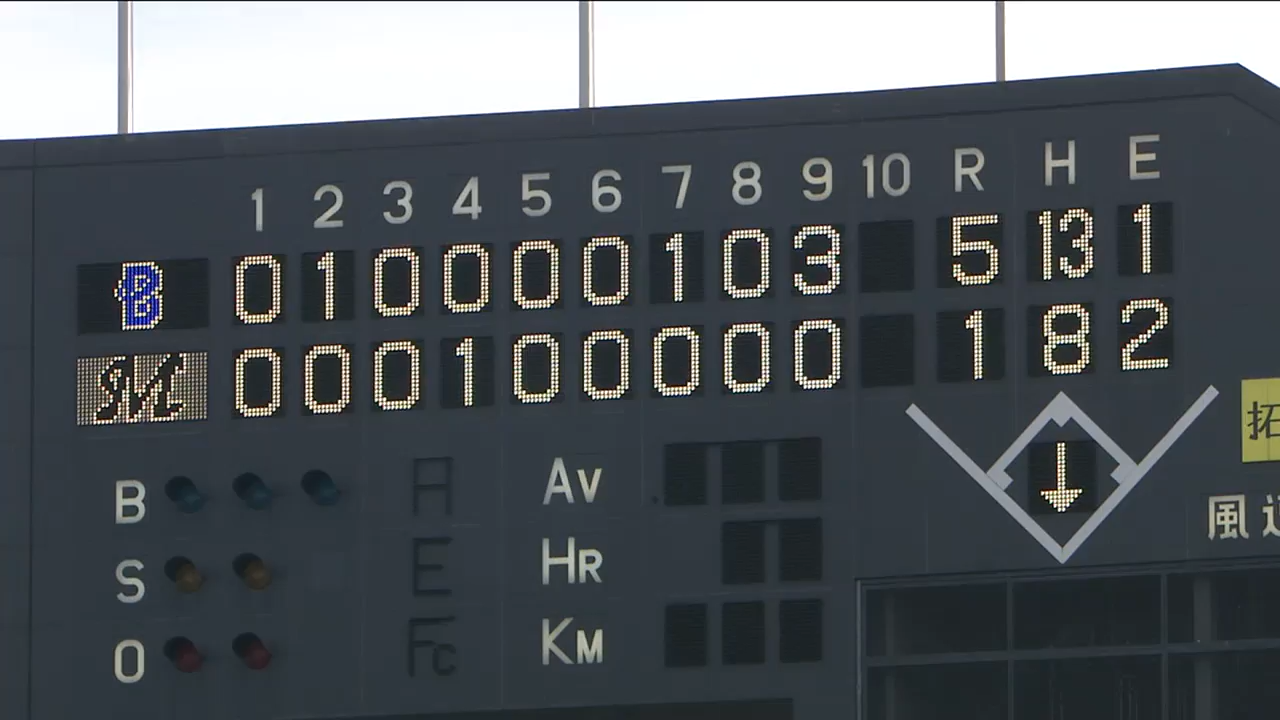 1 2 3 4 5 6 7 8 9 10 R H E
B 0 1 0 0 0 0 1 0 3 5 13 1
M 0 0 0 1 0 0 0 0 0 1 8 2
B H AV
S E HR
O FC KM
拓
風